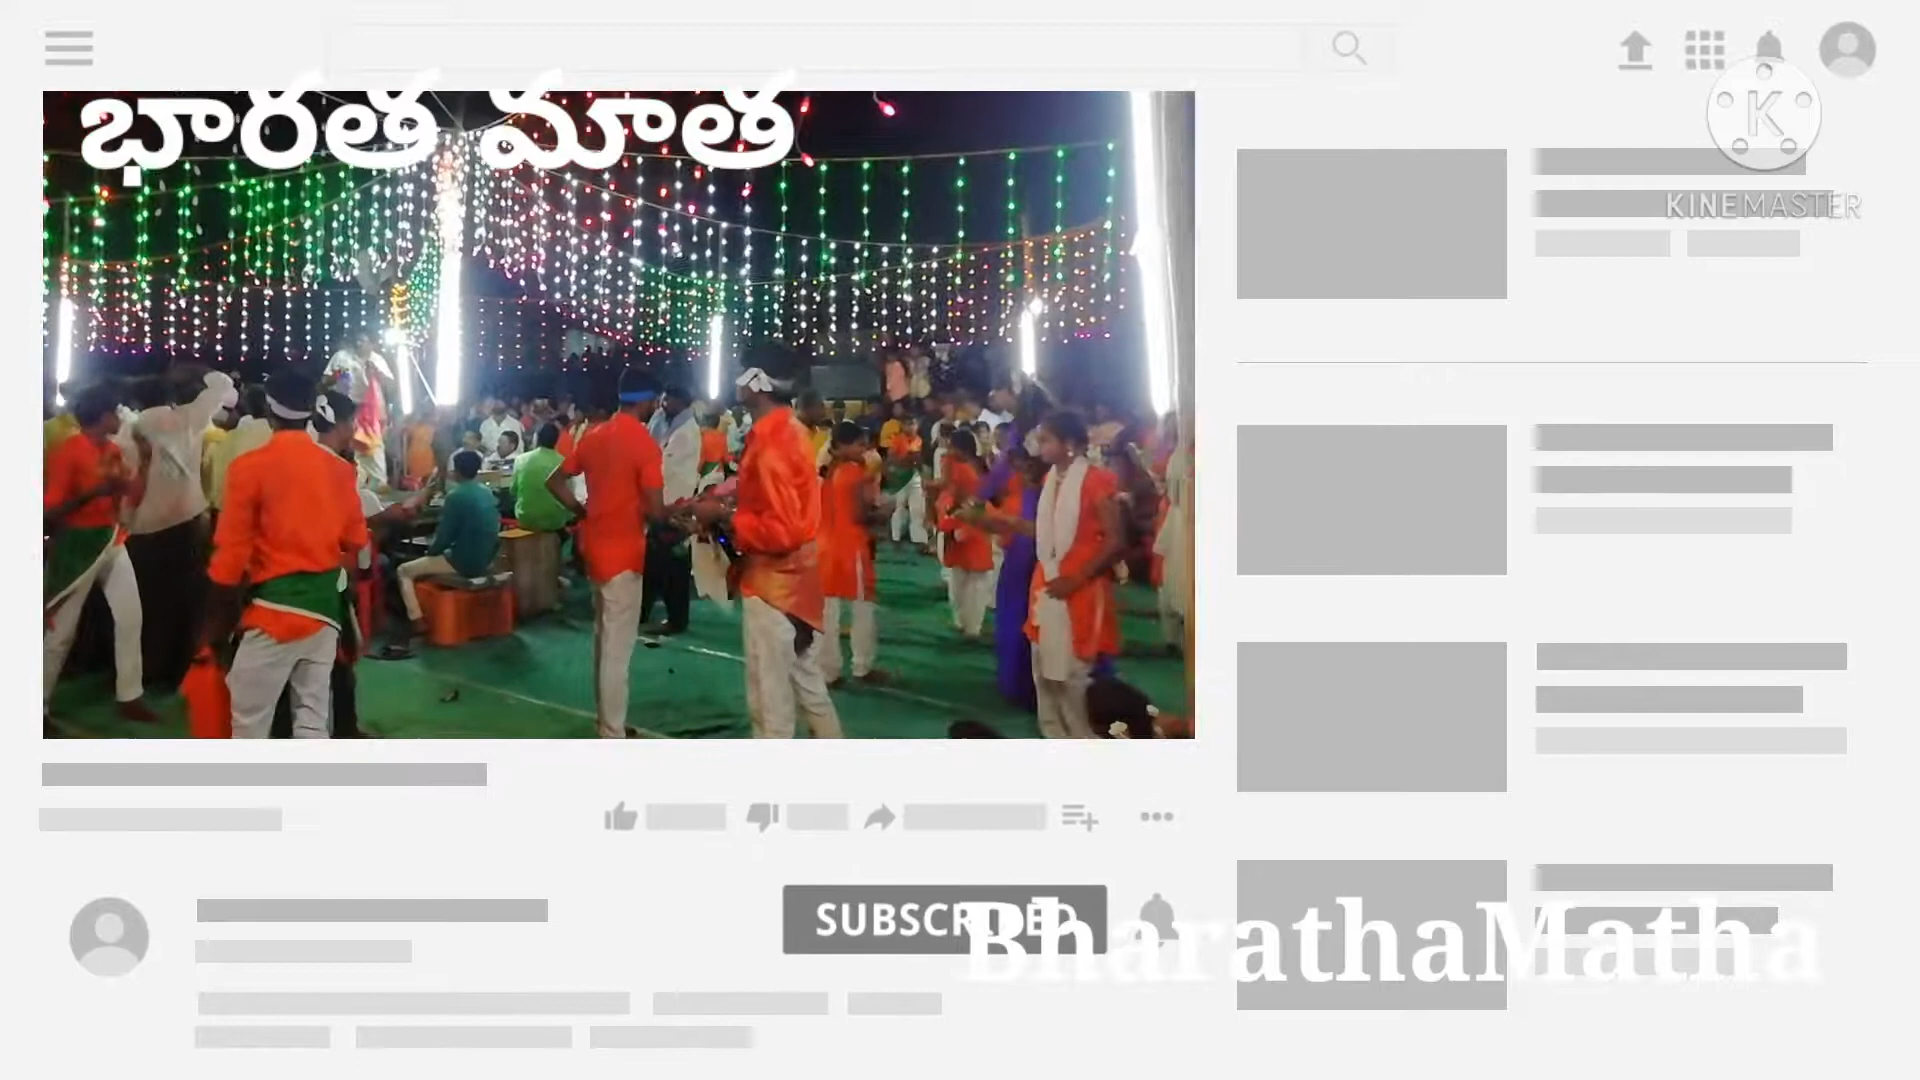 భారత మాత
K
KINEMASTER
SUBSCRIBED
BharathaMatha